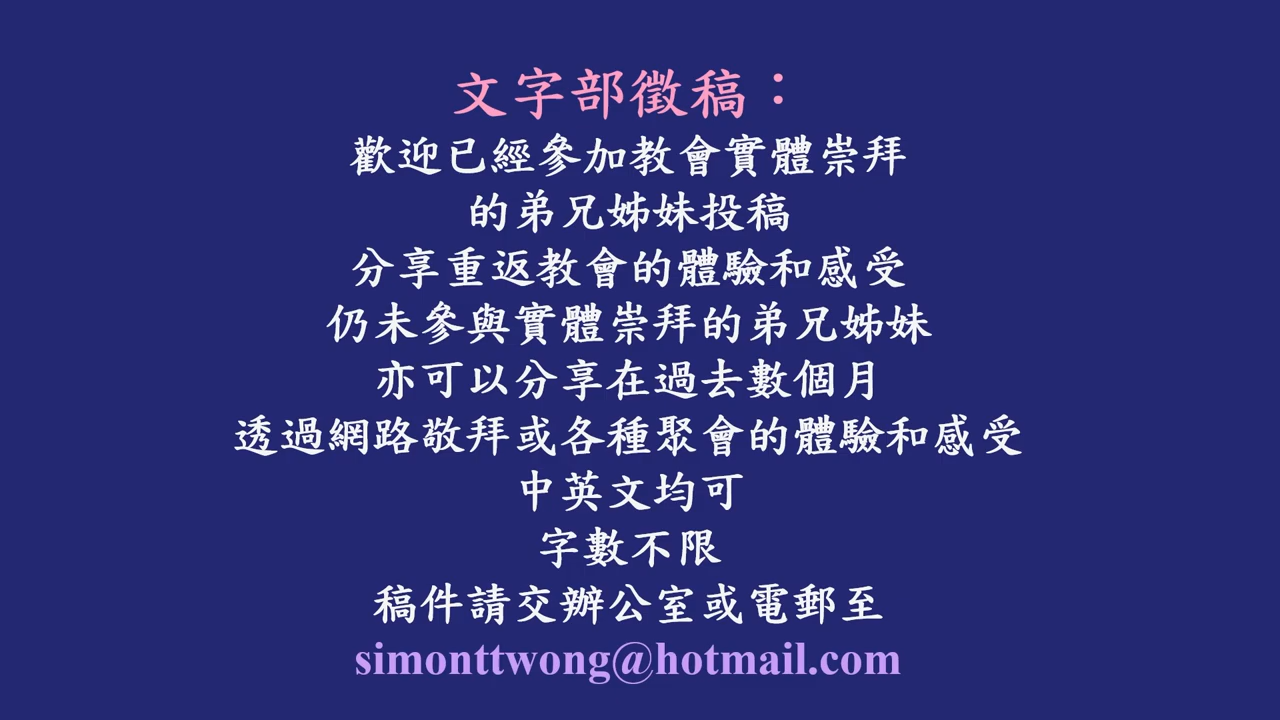 文字部徵稿：
歡迎已經參加教會實體崇拜
的弟兄姊妹投稿
分享重返教會的體驗和感受
仍未參與實體崇拜的弟兄姊妹
亦可以分享在過去數個月
透過網路敬拜或各種聚會的體驗和感受
中英文均可
字數不限
稿件請交辦公室或電郵至
simonttwong@hotmail.com